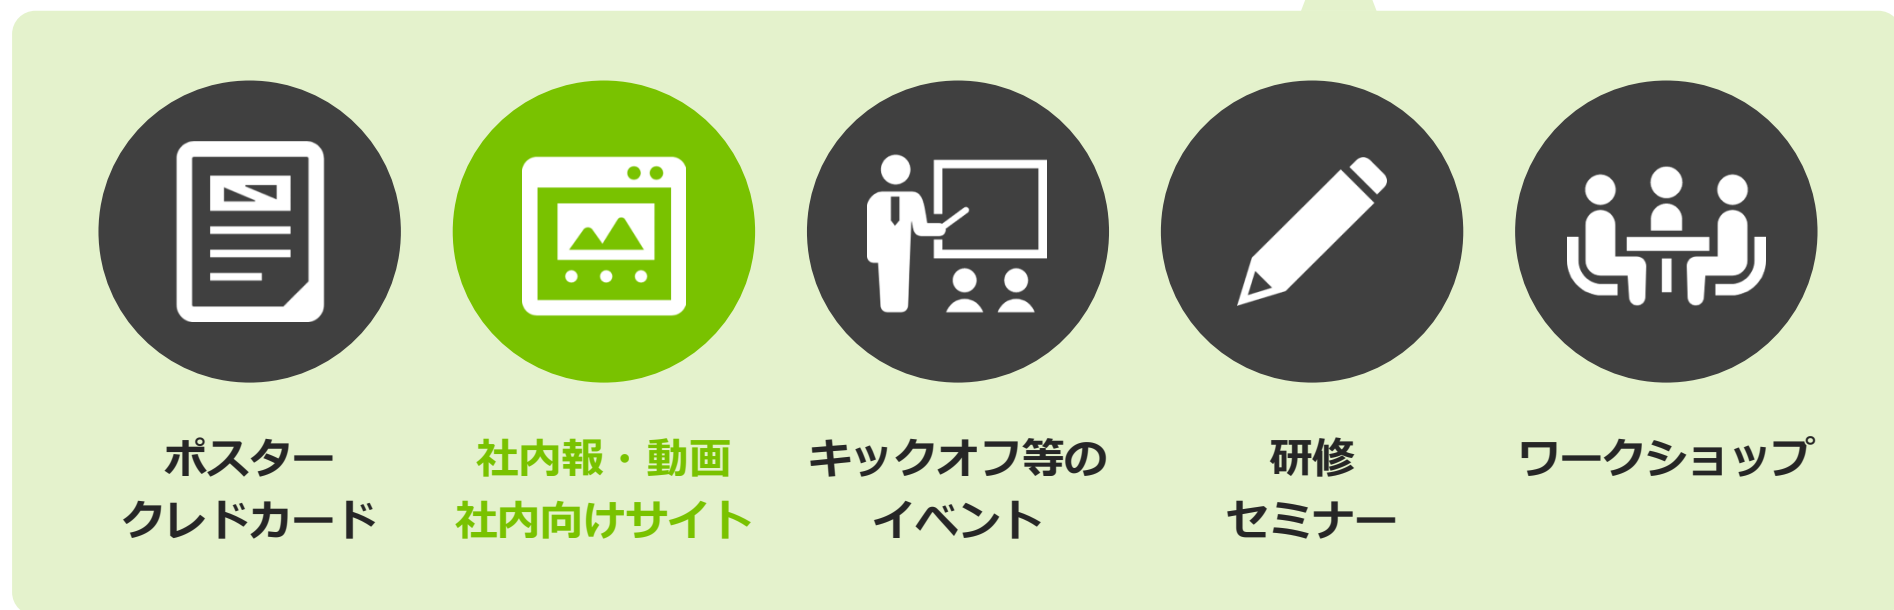 ポスター
クレドカード
社内報・動画
社内向けサイト
キックオフ等の
イベント
研修
セミナー
ワークショップ